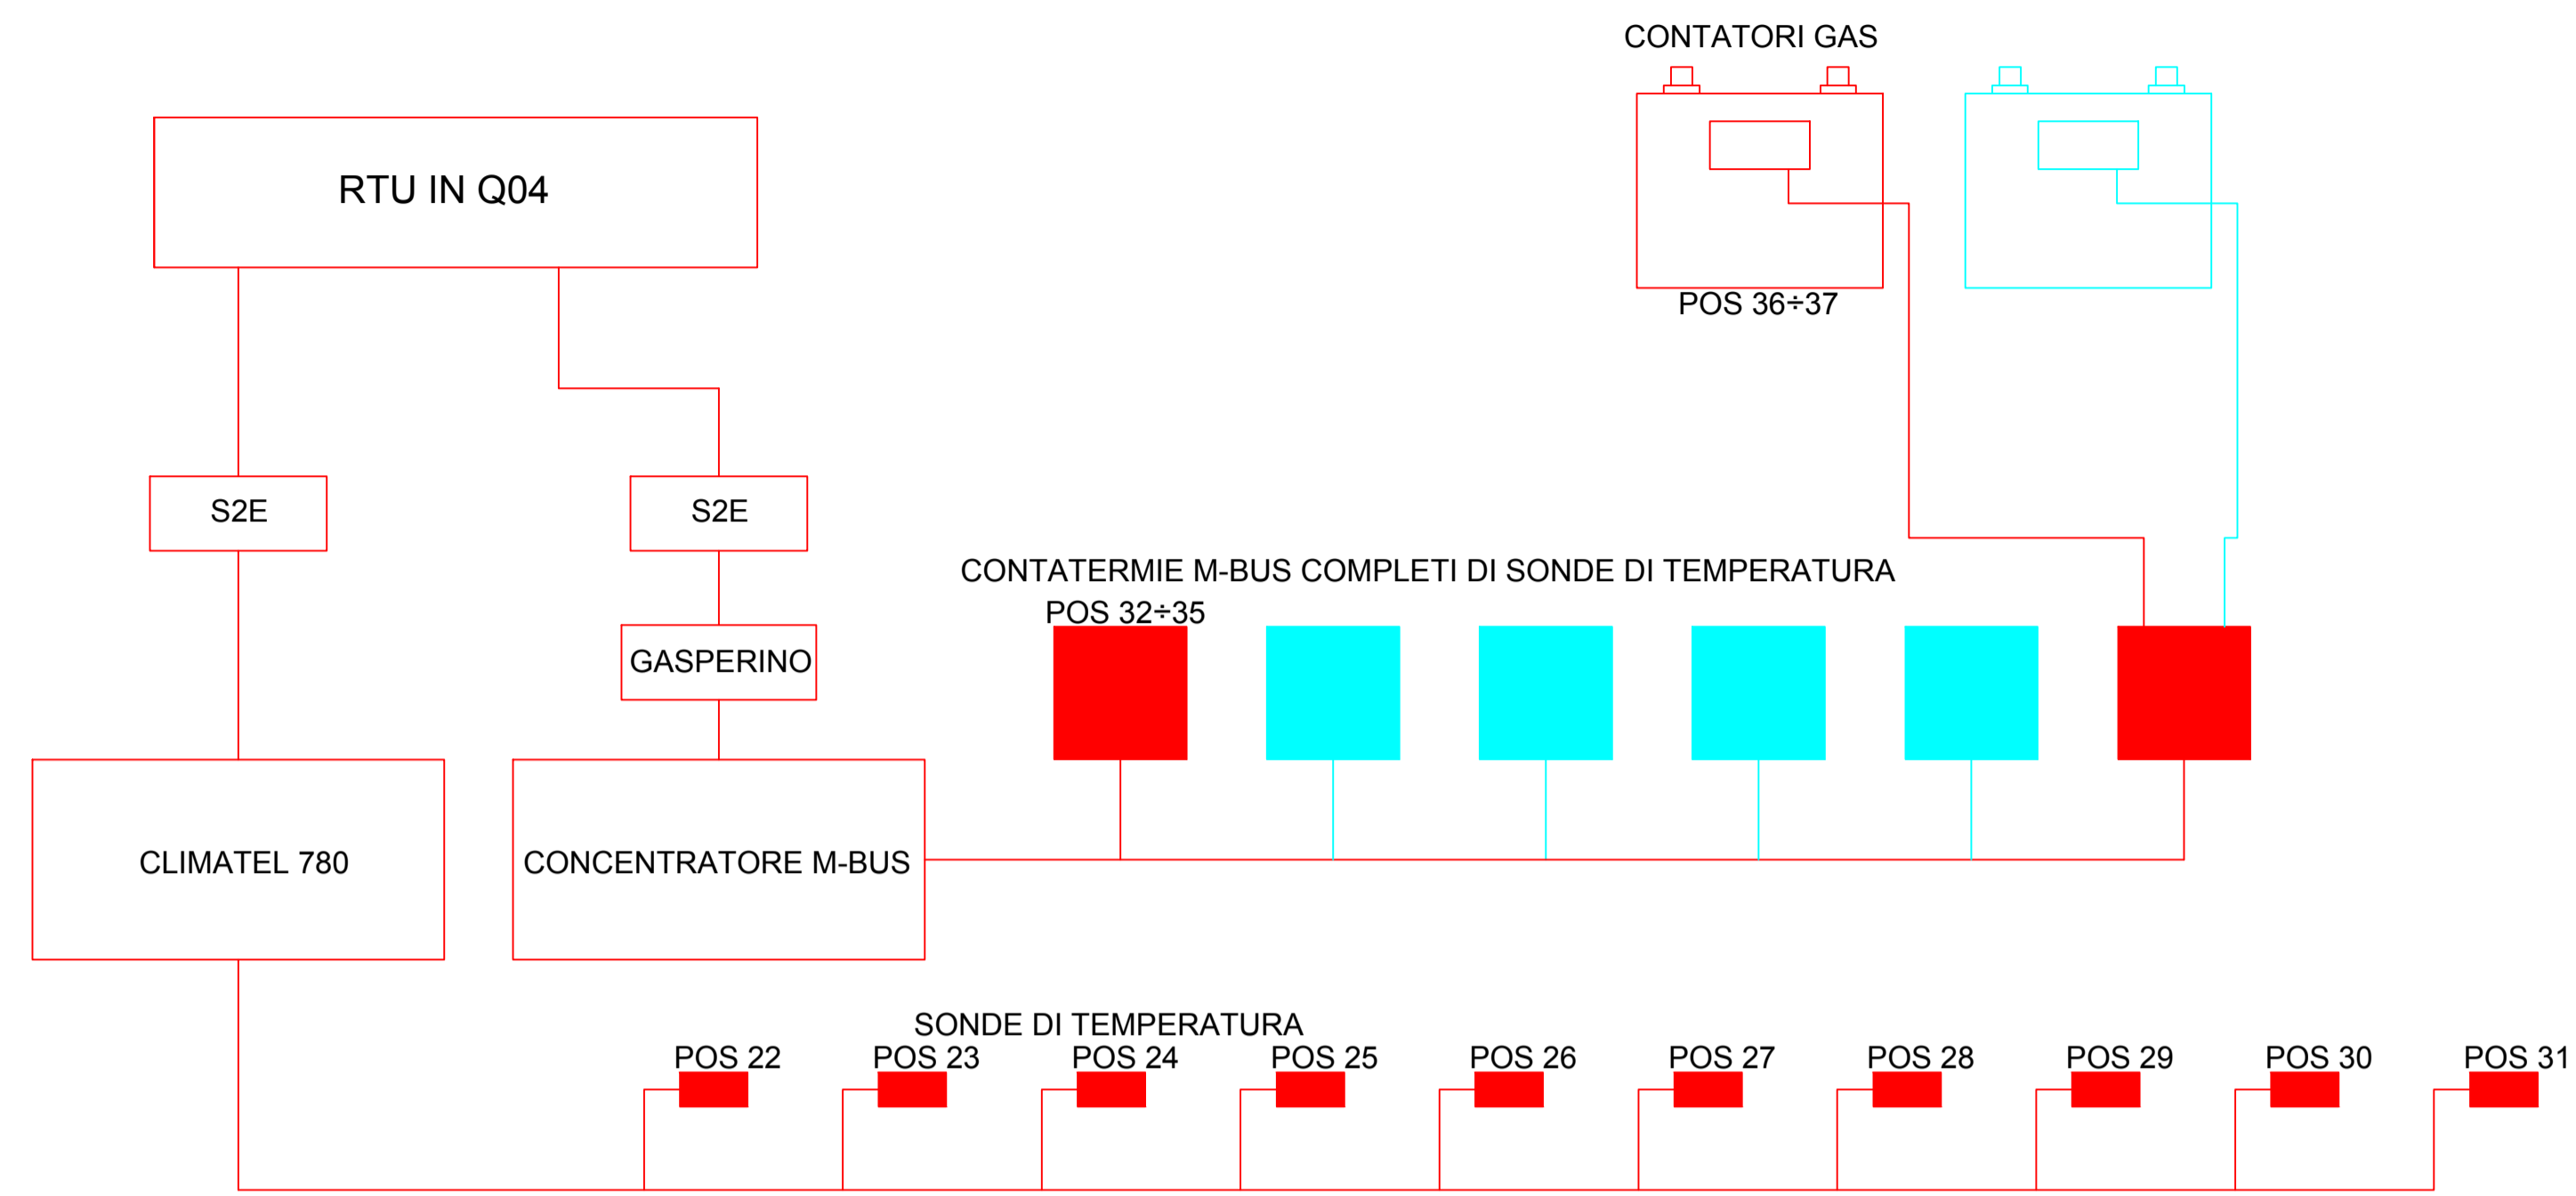 CONTATORI GAS
RTU IN Q04
POS 36÷37
S2E
S2E
CONTATERMIE M-BUS COMPLETI DI SONDE DI TEMPERATURA
POS 32÷35
GASPERINO
CLIMATEL 780
CONCENTRATORE M-BUS
SONDE DI TEMPERATURA
POS 22
POS 23
POS 24
POS 25
POS 26
POS 27
POS 28
POS 29
POS 30
POS 31